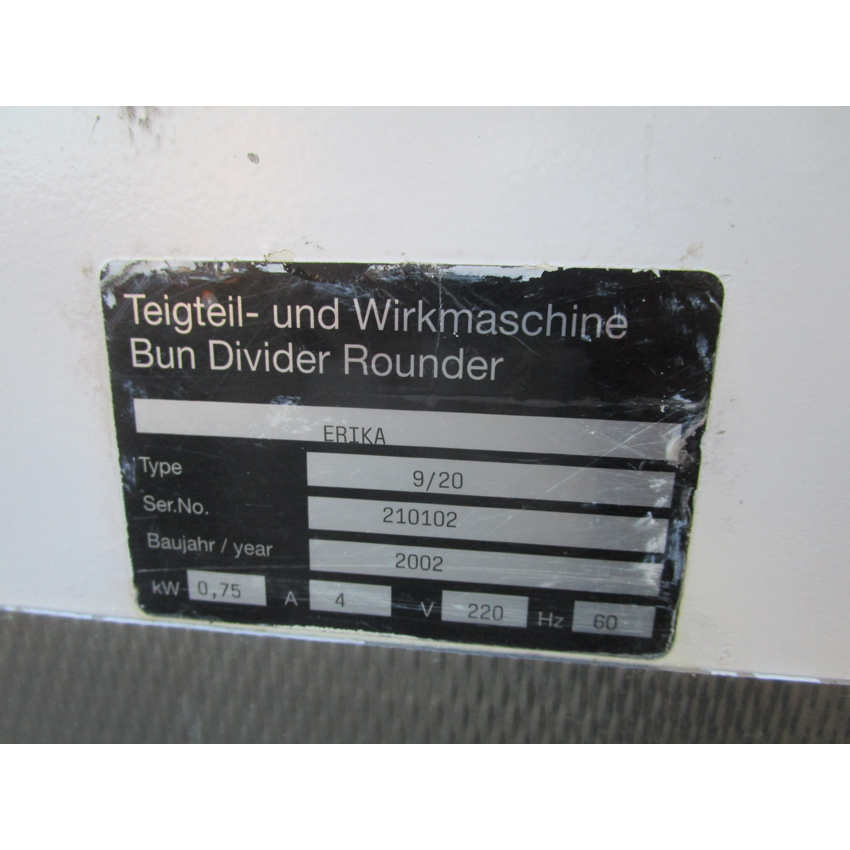 Teigteil- und Wirkmaschine
Bun Divider Rounder
ERIKA
Type 9/20
Ser.No. 210102
Baujahr / year 2002
kW 0,75 A 4 V 220 Hz 60